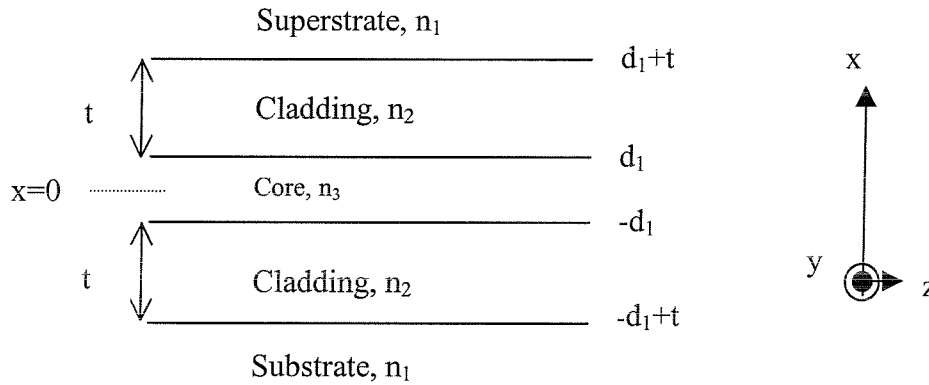 Superstrate, n₁
d₁+t
x
t
Cladding, n₂
d₁
x=0
Core, n₃
-d₁
t
Cladding, n₂
y
z
-d₁+t
Substrate, n₁